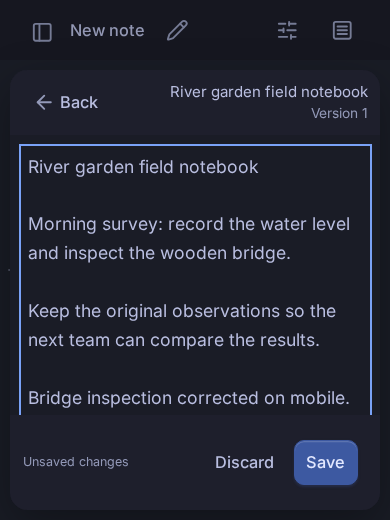 New note
Back
River garden field notebook
Version 1
River garden field notebook
Morning survey: record the water level
and inspect the wooden bridge.
Keep the original observations so the
next team can compare the results.
Bridge inspection corrected on mobile.
Unsaved changes
Discard
Save